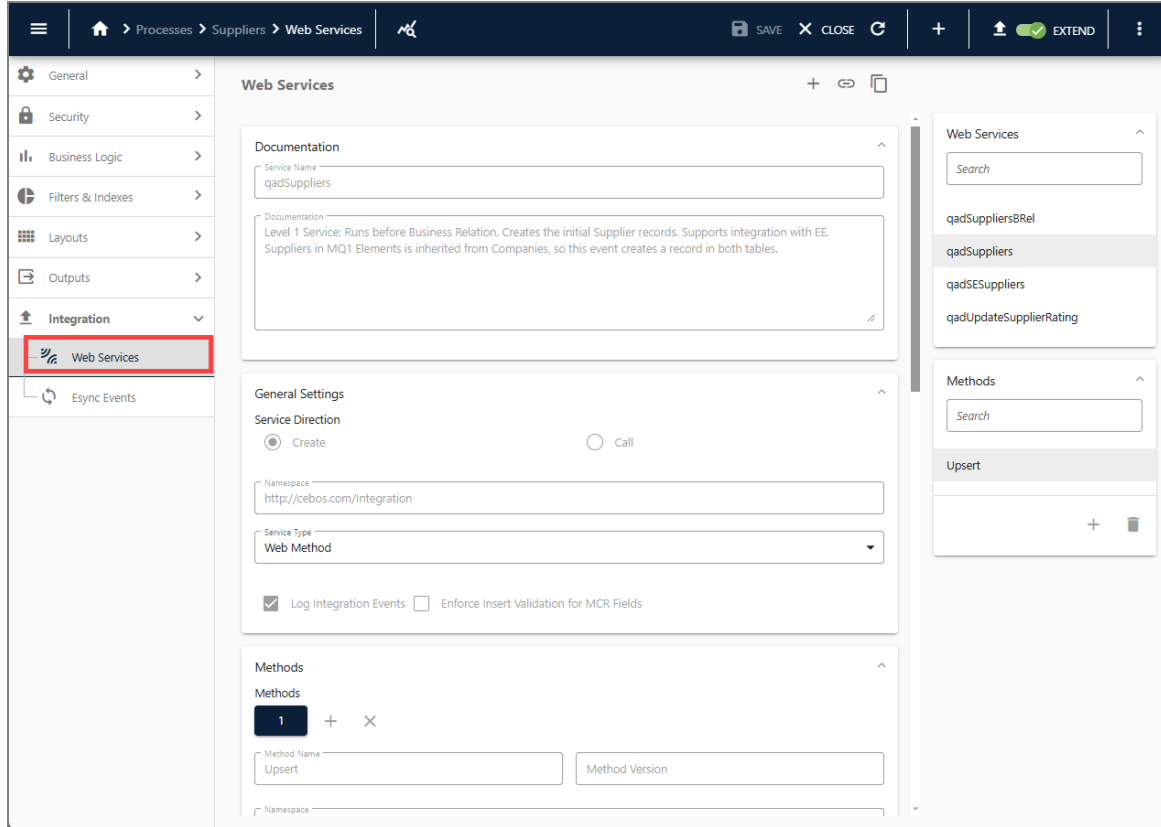 Processes
Suppliers
Web Services
SAVE
CLOSE
EXTEND
General
Security
Business Logic
Filters & Indexes
Layouts
Outputs
Integration
Web Services
Esync Events
Web Services
Documentation
Service Name
qadSuppliers
Documentation
Level 1 Service: Runs before Business Relation. Creates the initial Supplier records. Supports integration with EE.
Suppliers in MQ1 Elements is inherited from Companies, so this event creates a record in both tables.
General Settings
Service Direction
Create
Call
Namespace
http://cebos.com/Integration
Service Type
Web Method
Log Integration Events
Enforce Insert Validation for MCR Fields
Methods
Methods
1
Method Name
Upsert
Method Version
Namespace
Web Services
Search
qadSuppliersBRel
qadSuppliers
qadSESuppliers
qadUpdateSupplierRating
Methods
Search
Upsert